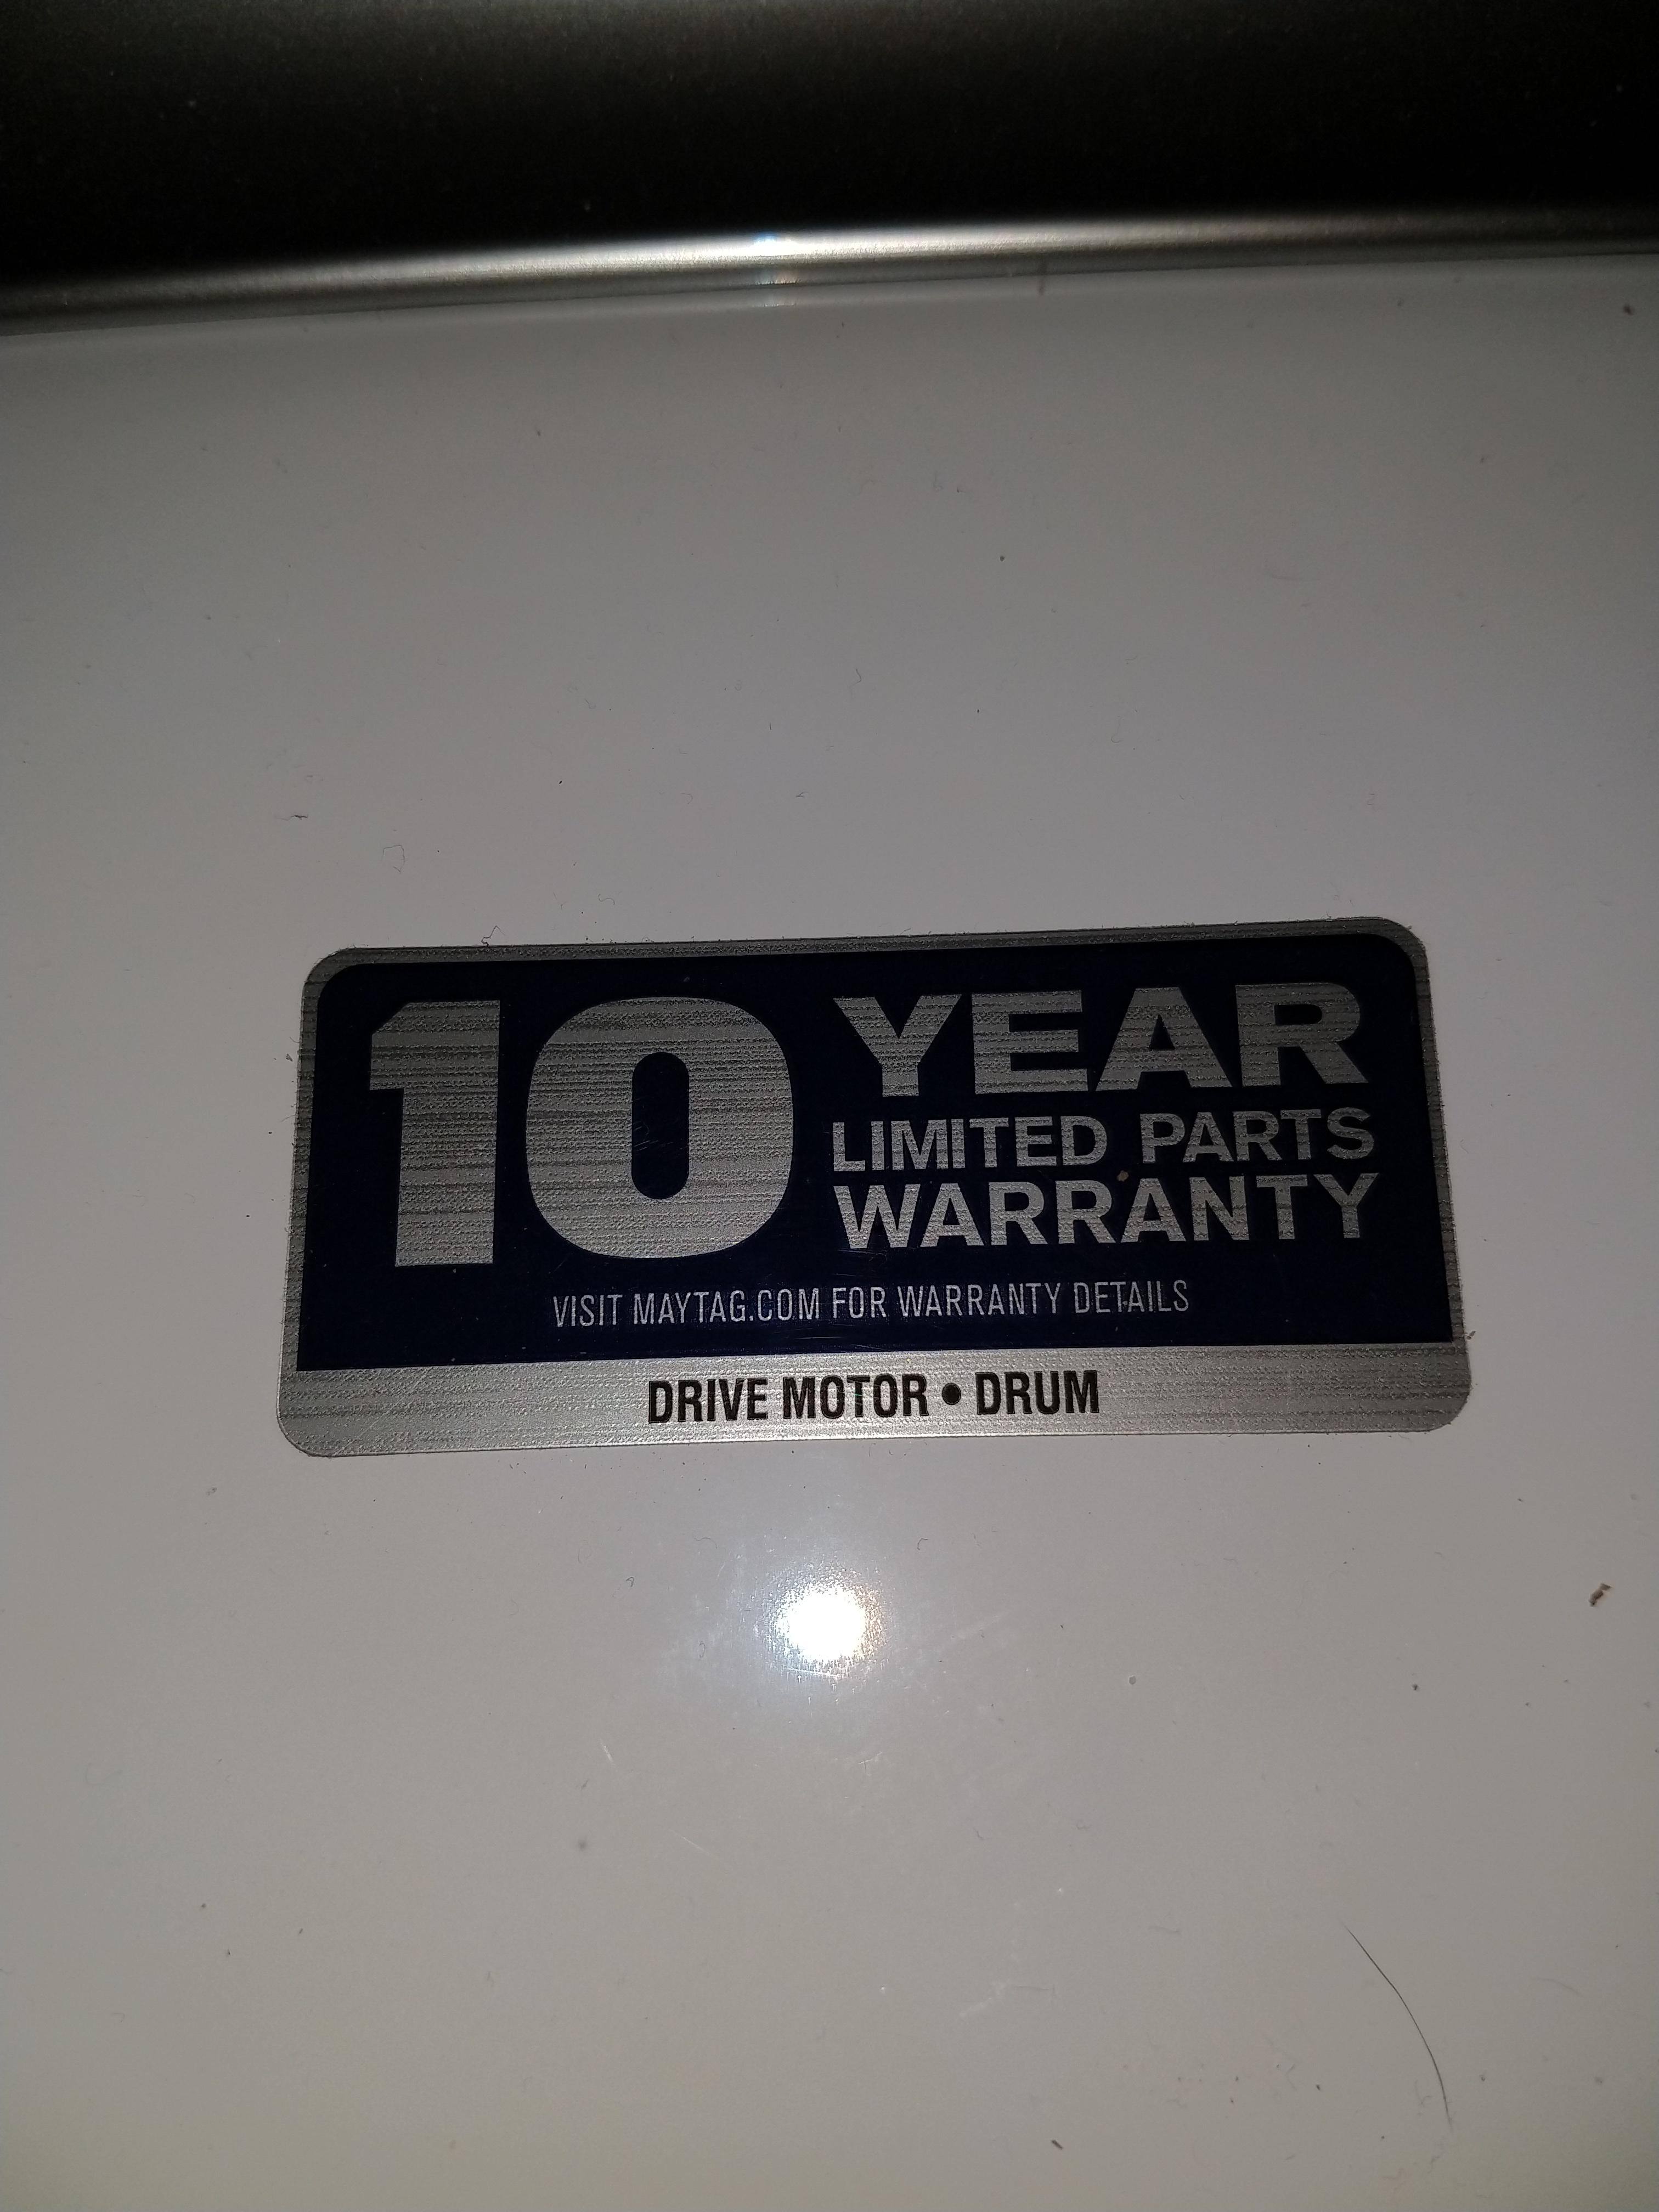 10 YEAR
LIMITED PARTS
WARRANTY
VISIT MAYTAG.COM FOR WARRANTY DETAILS
DRIVE MOTOR • DRUM